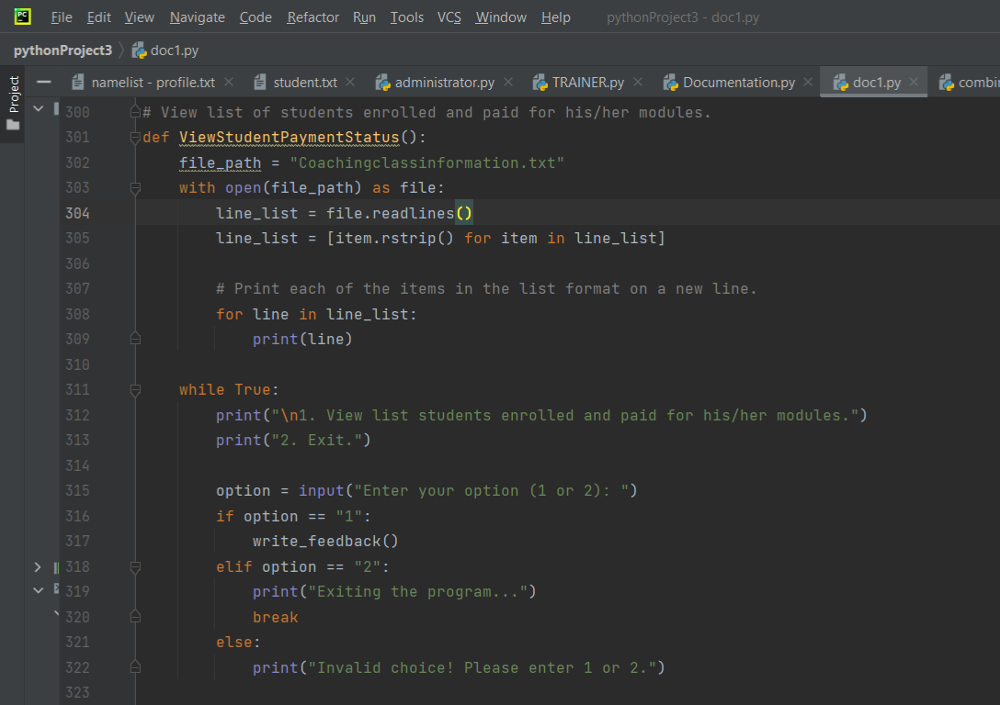 PC
File Edit View Navigate Code Refactor Run Tools VCS Window Help pythonProject3 - doc1.py
pythonProject3 doc1.py
Project
namelist - profile.txt student.txt administrator.py TRAINER.py Documentation.py doc1.py combin
300 # View list of students enrolled and paid for his/her modules.
301 def ViewStudentPaymentStatus():
302 file_path = "Coachingclassinformation.txt"
303 with open(file_path) as file:
304 line_list = file.readlines()
305 line_list = [item.rstrip() for item in line_list]
306
307 # Print each of the items in the list format on a new line.
308 for line in line_list:
309 print(line)
310
311 while True:
312 print("\n1. View list students enrolled and paid for his/her modules.")
313 print("2. Exit.")
314
315 option = input("Enter your option (1 or 2): ")
316 if option == "1":
317 write_feedback()
318 elif option == "2":
319 print("Exiting the program...")
320 break
321 else:
322 print("Invalid choice! Please enter 1 or 2.")
323